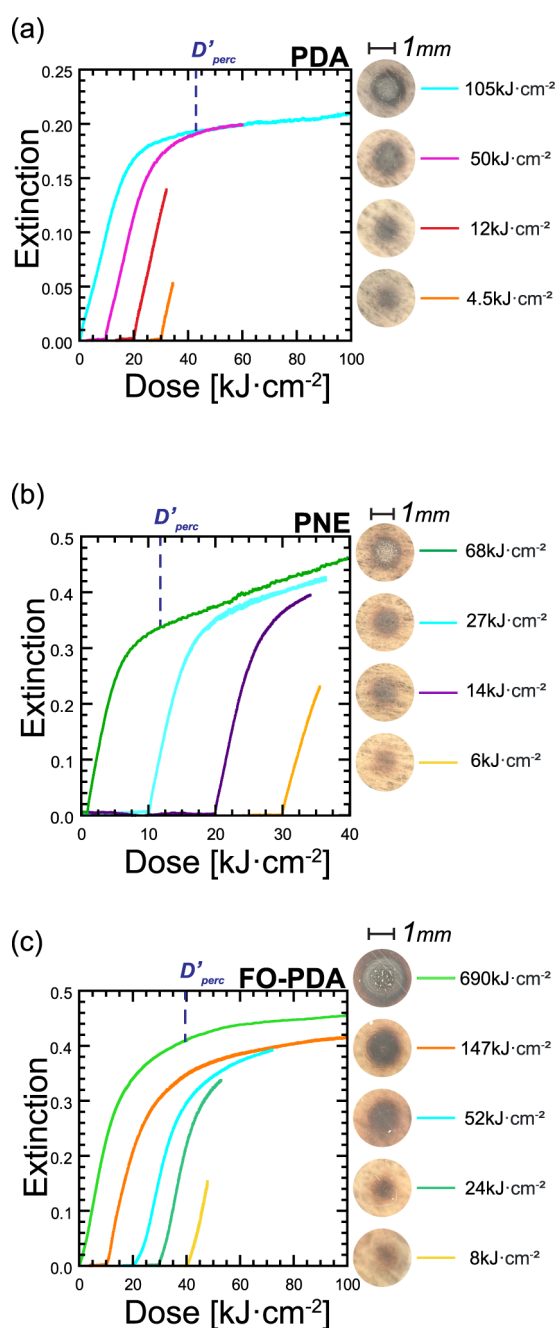 (a)
D'perc
PDA
1mm
0.25
0.20
0.15
0.10
0.05
0.00
Extinction
0
20
40
60
80
100
Dose [kJ·cm⁻²]
105kJ·cm⁻²
50kJ·cm⁻²
12kJ·cm⁻²
4.5kJ·cm⁻²
(b)
D'perc
PNE
1mm
0.5
0.4
0.3
0.2
0.1
0.0
Extinction
0
10
20
30
40
Dose [kJ·cm⁻²]
68kJ·cm⁻²
27kJ·cm⁻²
14kJ·cm⁻²
6kJ·cm⁻²
(c)
D'perc
FO-PDA
1mm
0.5
0.4
0.3
0.2
0.1
0.0
Extinction
0
20
40
60
80
100
Dose [kJ·cm⁻²]
690kJ·cm⁻²
147kJ·cm⁻²
52kJ·cm⁻²
24kJ·cm⁻²
8kJ·cm⁻²